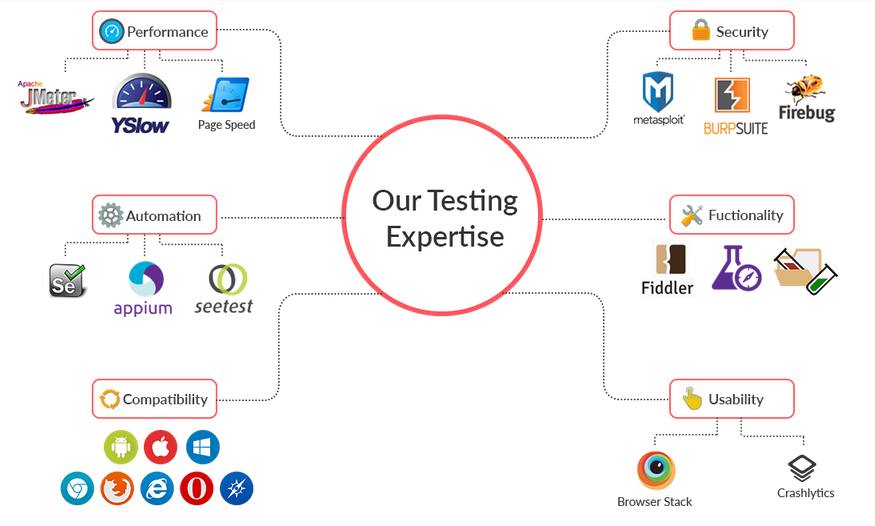 Performance
Apache
JMeter
YSlow
Page Speed
Security
metasploit
BURPSUITE
Firebug
Our Testing
Expertise
Automation
Se
appium
seetest
Fuctionality
Fiddler
Compatibility
Usability
Browser Stack
Crashlytics